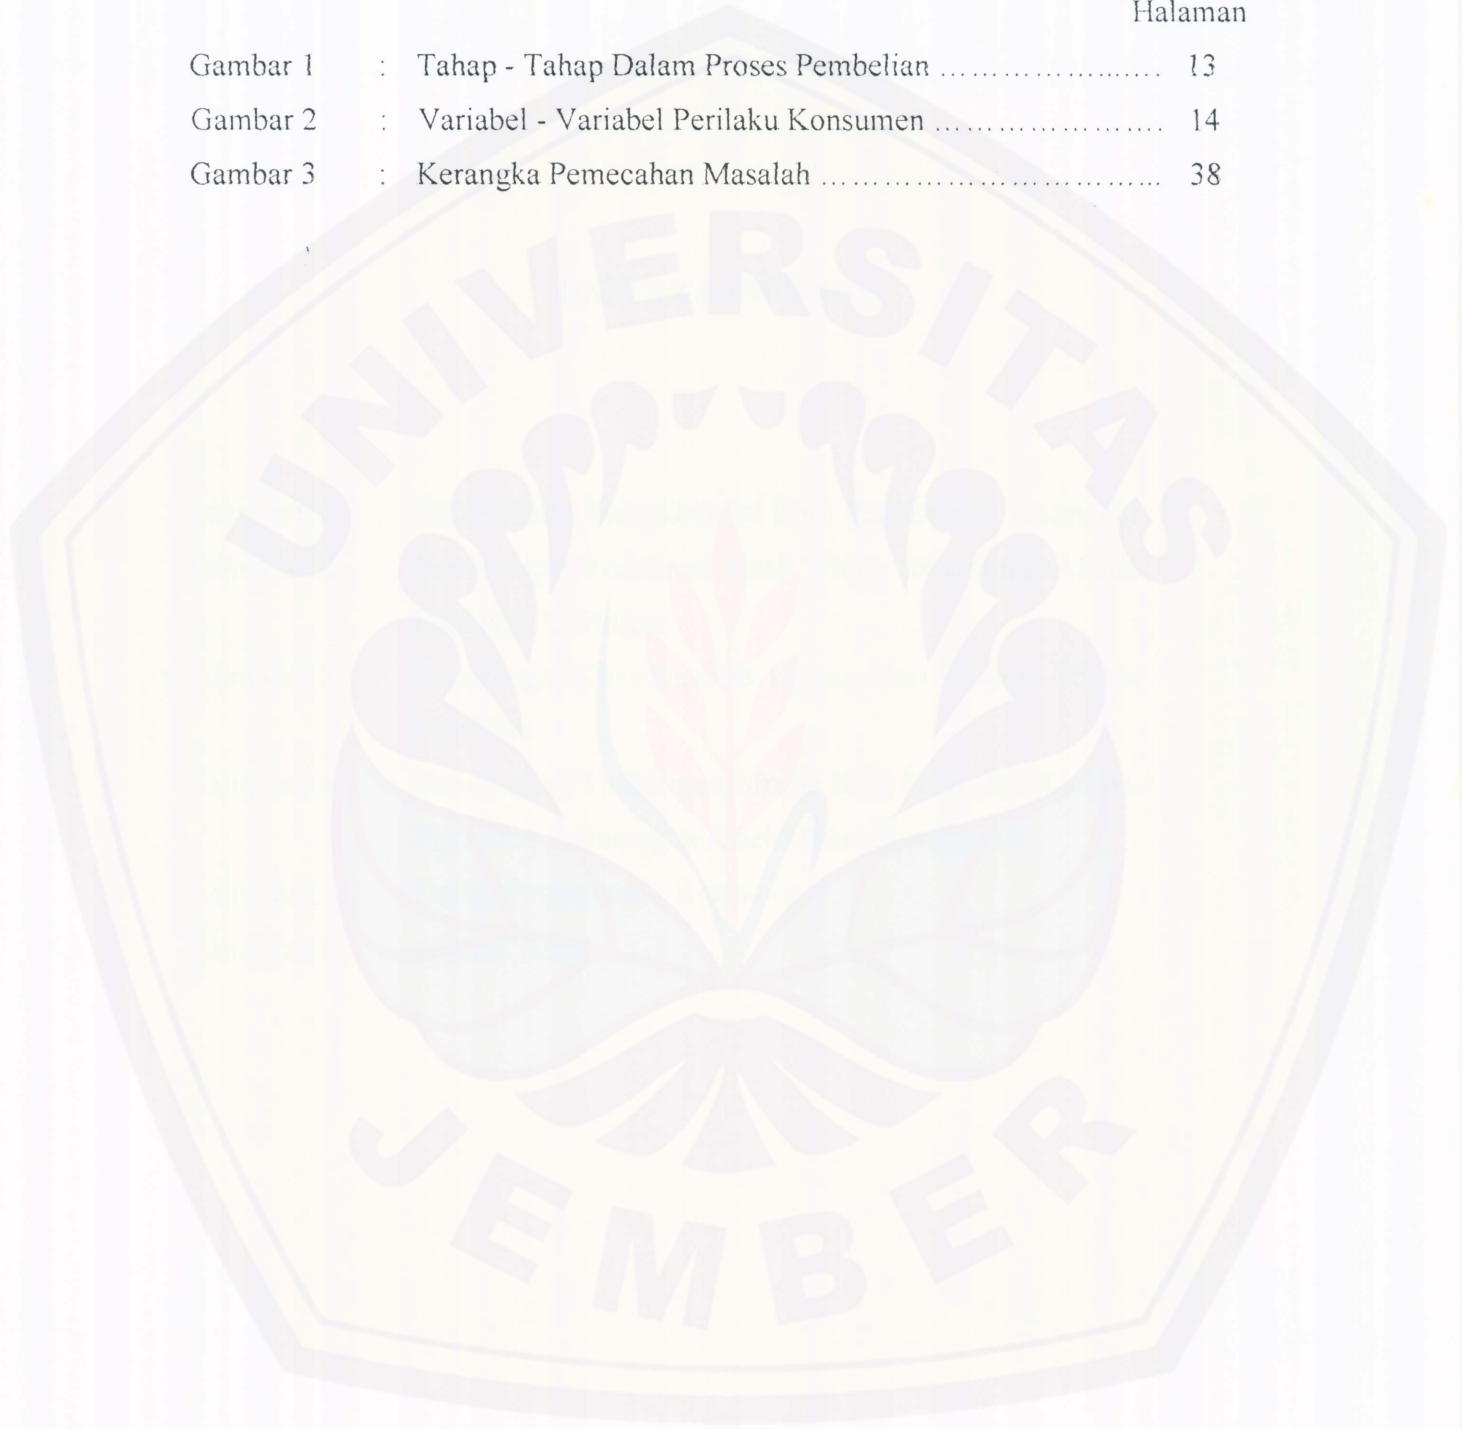 Halaman
Gambar 1 : Tahap - Tahap Dalam Proses Pembelian ........................ 13
Gambar 2 : Variabel - Variabel Perilaku Konsumen ........................ 14
Gambar 3 : Kerangka Pemecahan Masalah .................................. 38
UNIVERSITAS
JEMBER